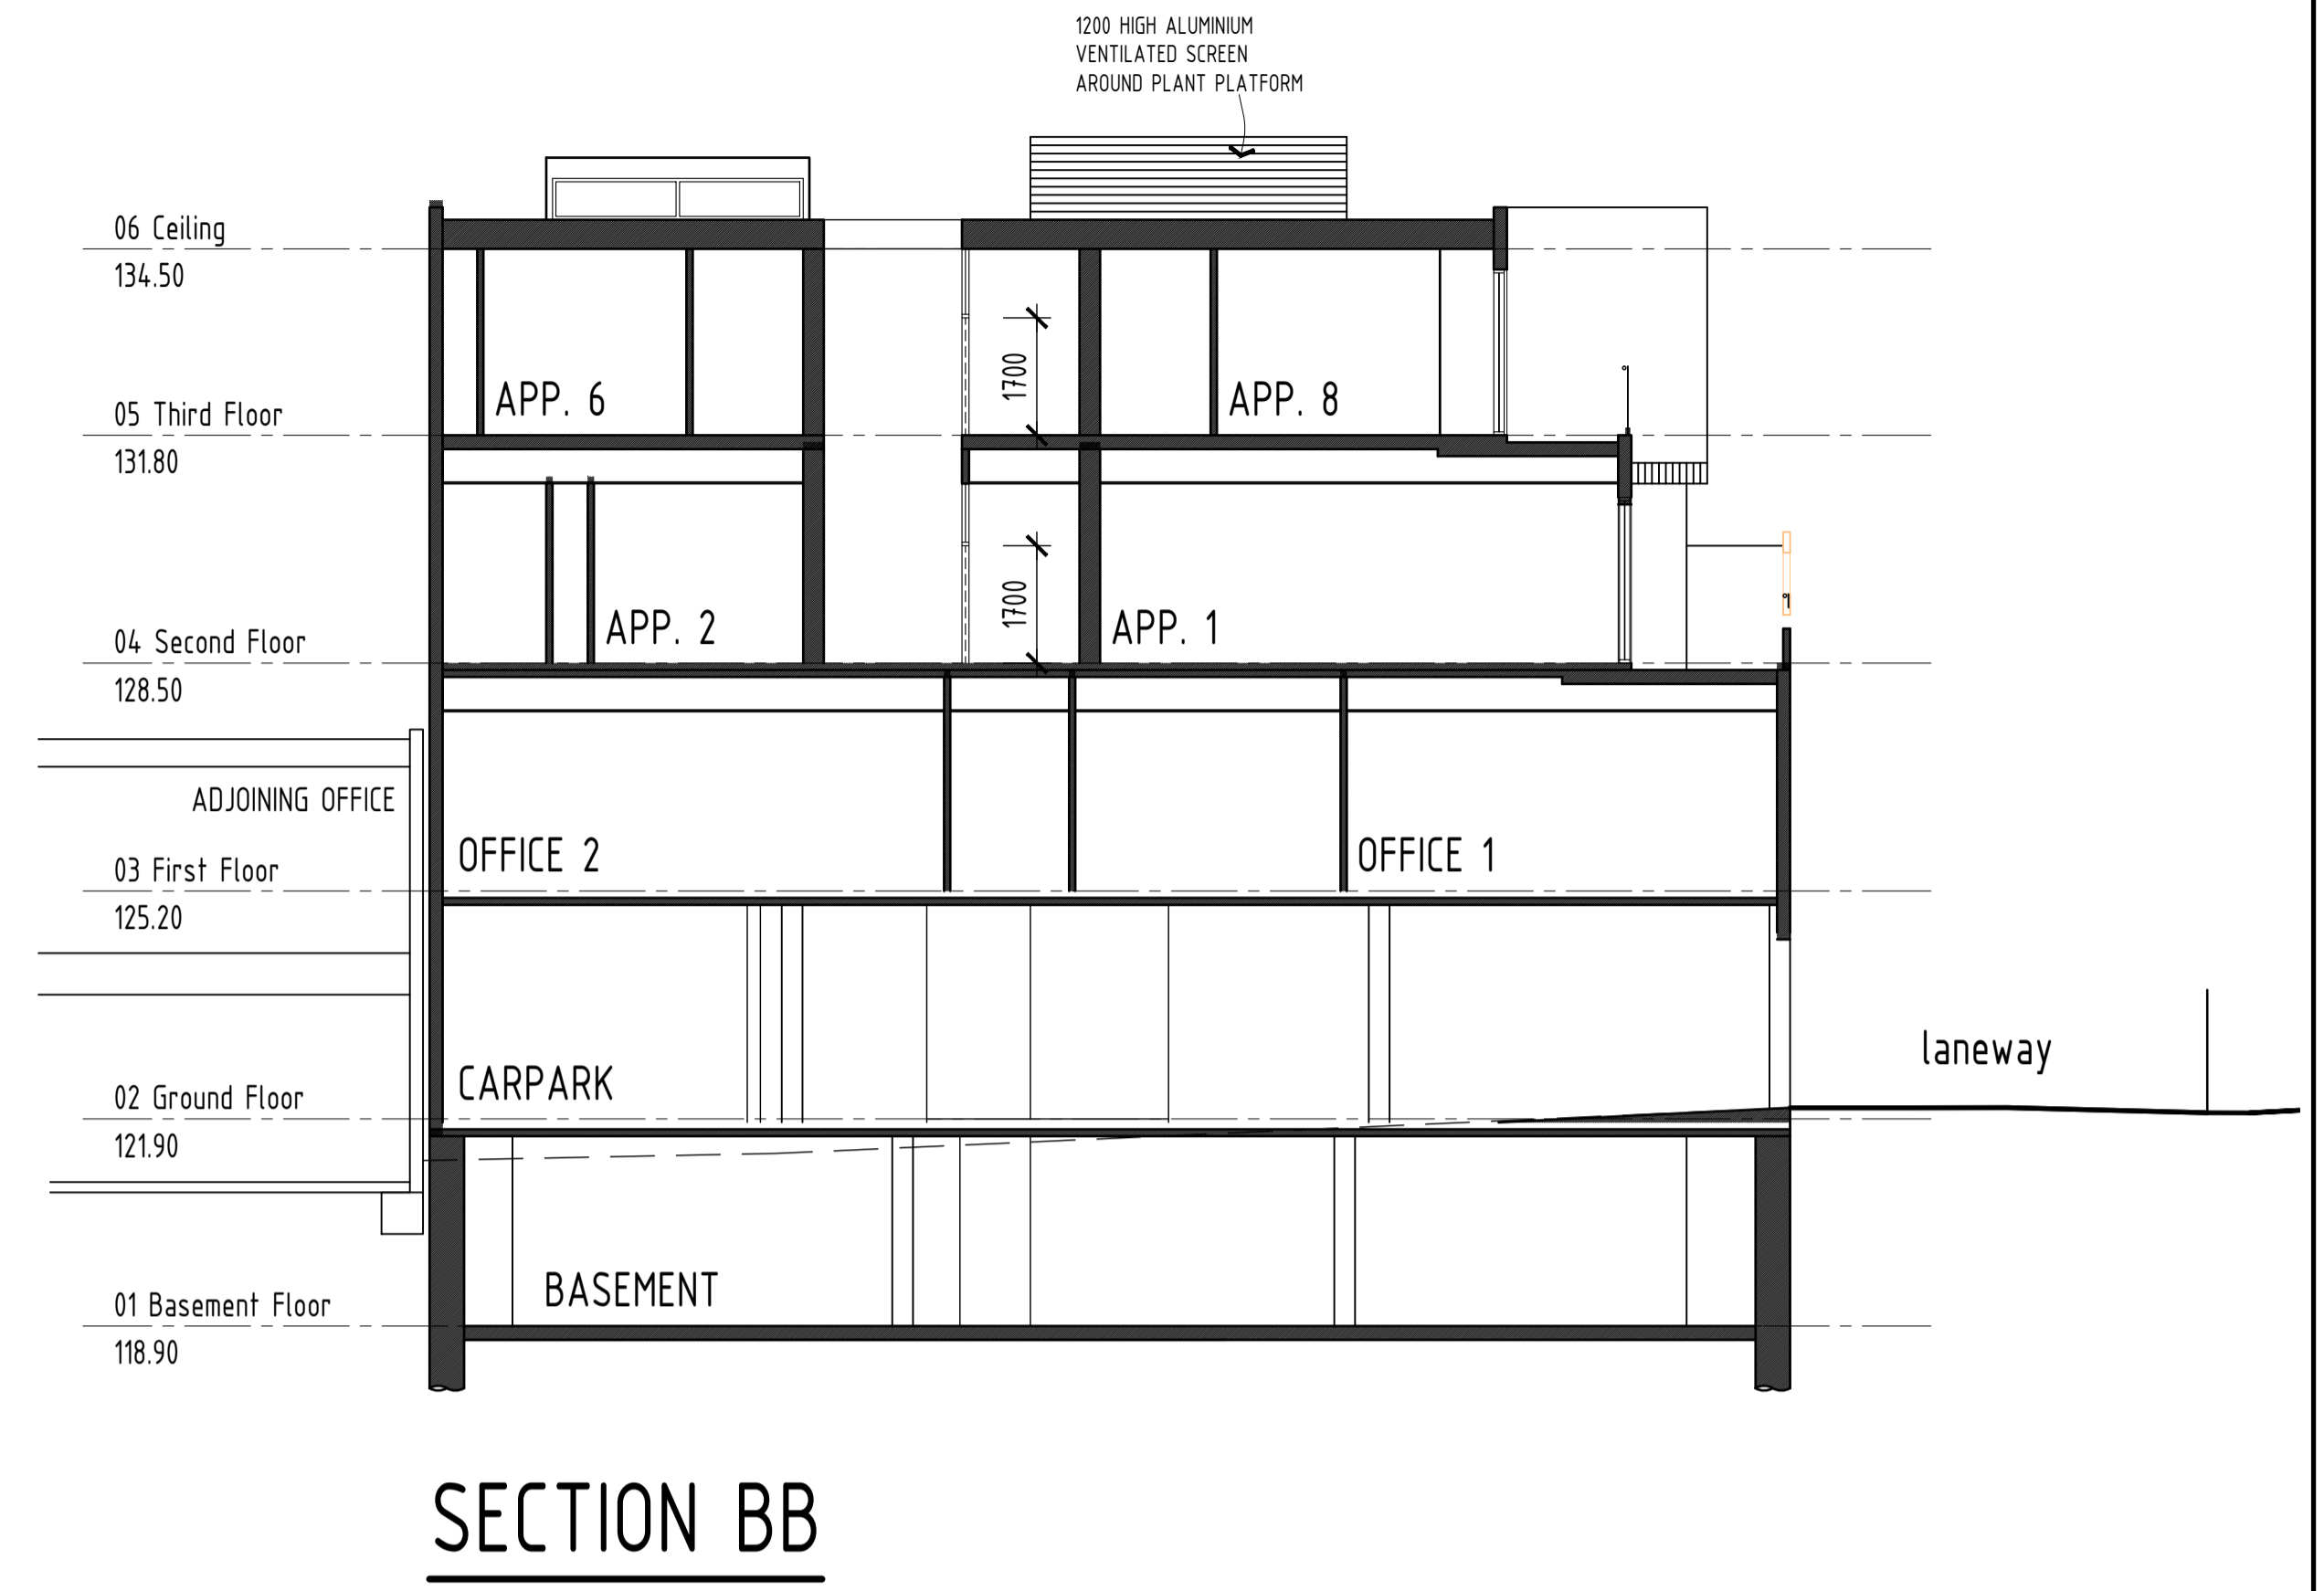 1200 HIGH ALUMINIUM
VENTILATED SCREEN
AROUND PLANT PLATFORM
06 Ceiling
134.50
1700
APP. 6
APP. 8
05 Third Floor
131.80
1700
APP. 2
APP. 1
04 Second Floor
128.50
ADJOINING OFFICE
OFFICE 2
OFFICE 1
03 First Floor
125.20
laneway
CARPARK
02 Ground Floor
121.90
BASEMENT
01 Basement Floor
118.90
SECTION BB